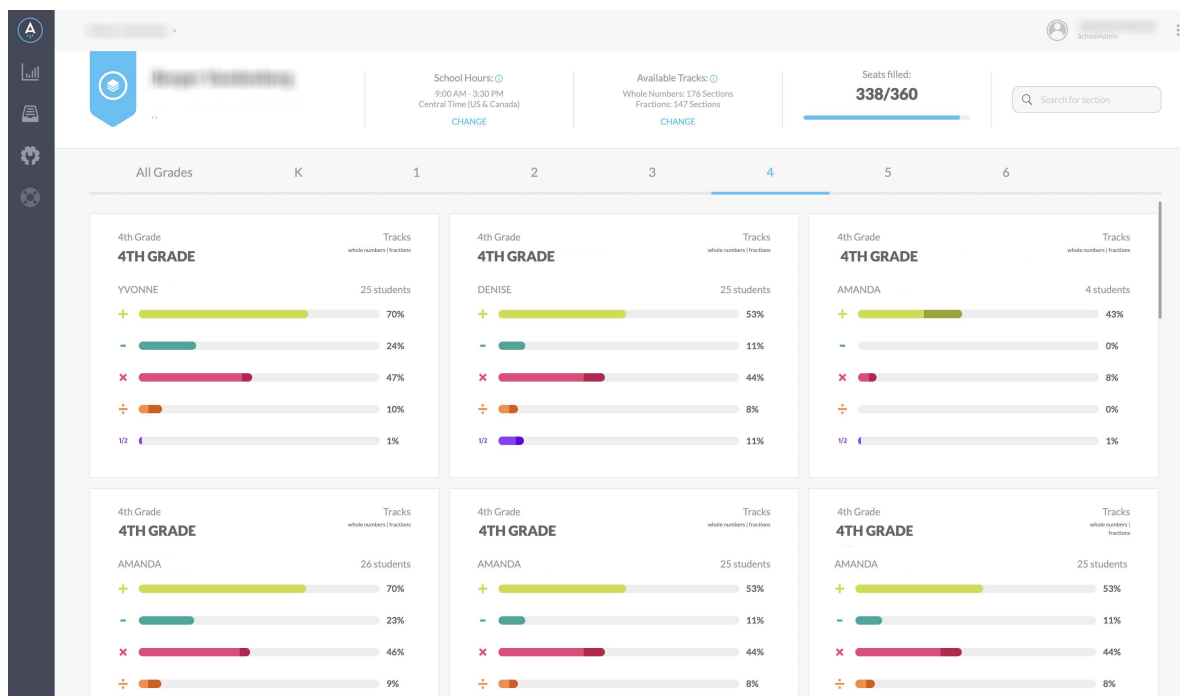 SchoolAdmin
School Hours:
9:00 AM - 3:30 PM
Central Time (US & Canada)
CHANGE
Available Tracks:
Whole Numbers: 176 Sections
Fractions: 147 Sections
CHANGE
Seats filled:
338/360
Search for section
All Grades K 1 2 3 4 5 6
4th Grade Tracks
4TH GRADE whole numbers | fractions
YVONNE 25 students
+ 70%
- 24%
× 47%
÷ 10%
1/2 1%
4th Grade Tracks
4TH GRADE whole numbers | fractions
DENISE 25 students
+ 53%
- 11%
× 44%
÷ 8%
1/2 11%
4th Grade Tracks
4TH GRADE whole numbers | fractions
AMANDA 4 students
+ 43%
- 0%
× 8%
÷ 0%
1/2 1%
4th Grade Tracks
4TH GRADE whole numbers | fractions
AMANDA 26 students
+ 70%
- 23%
× 46%
÷ 9%
4th Grade Tracks
4TH GRADE whole numbers | fractions
AMANDA 25 students
+ 53%
- 11%
× 44%
÷ 8%
4th Grade Tracks
4TH GRADE whole numbers |
fractions
AMANDA 25 students
+ 53%
- 11%
× 44%
÷ 8%